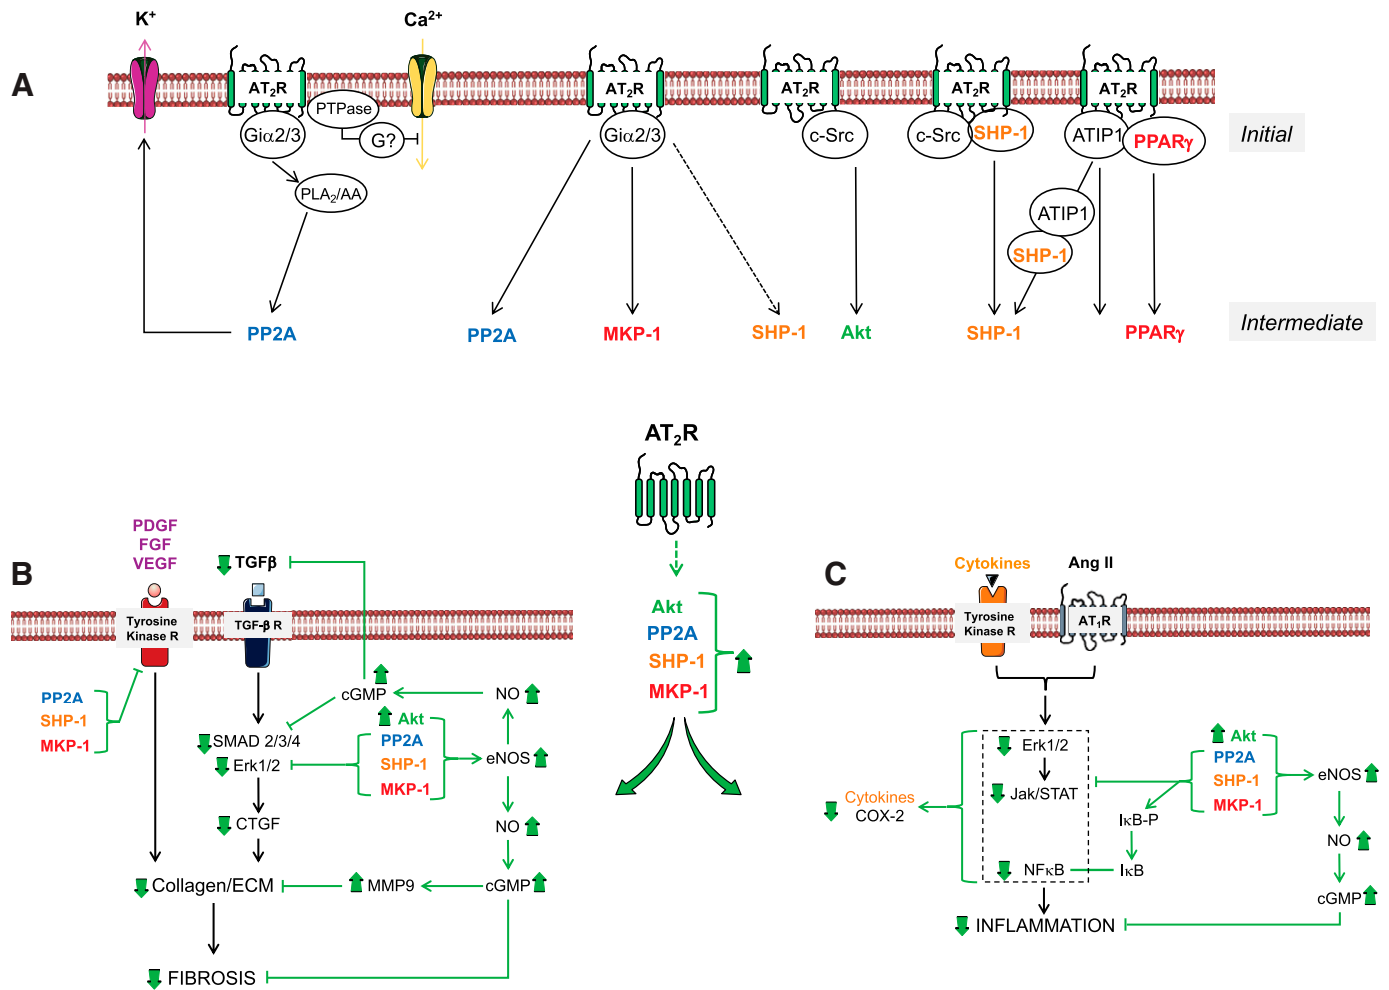 K+ Ca2+
A
AT2R AT2R AT2R AT2R AT2R
PTPase
Giα2/3 G? Giα2/3 c-Src c-Src SHP-1 ATIP1 PPARγ Initial
PLA2/AA
ATIP1
SHP-1
PP2A PP2A MKP-1 SHP-1 Akt SHP-1 PPARγ Intermediate
AT2R
Akt
PP2A
SHP-1
MKP-1
B
PDGF
FGF
VEGF
TGFβ
Tyrosine
Kinase R
TGF-β R
PP2A
SHP-1
MKP-1
cGMP NO
SMAD 2/3/4
Erk1/2
Akt
PP2A
SHP-1
MKP-1
eNOS
CTGF NO
Collagen/ECM MMP9 cGMP
FIBROSIS
C
Cytokines Ang II
Tyrosine
Kinase R
AT1R
Erk1/2
Jak/STAT
NFκB
Cytokines
COX-2
IκB-P
IκB
Akt
PP2A
SHP-1
MKP-1
eNOS
NO
cGMP
INFLAMMATION